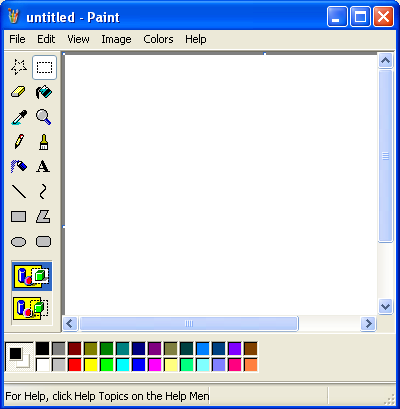 untitled - Paint
File Edit View Image Colors Help
A
For Help, click Help Topics on the Help Men